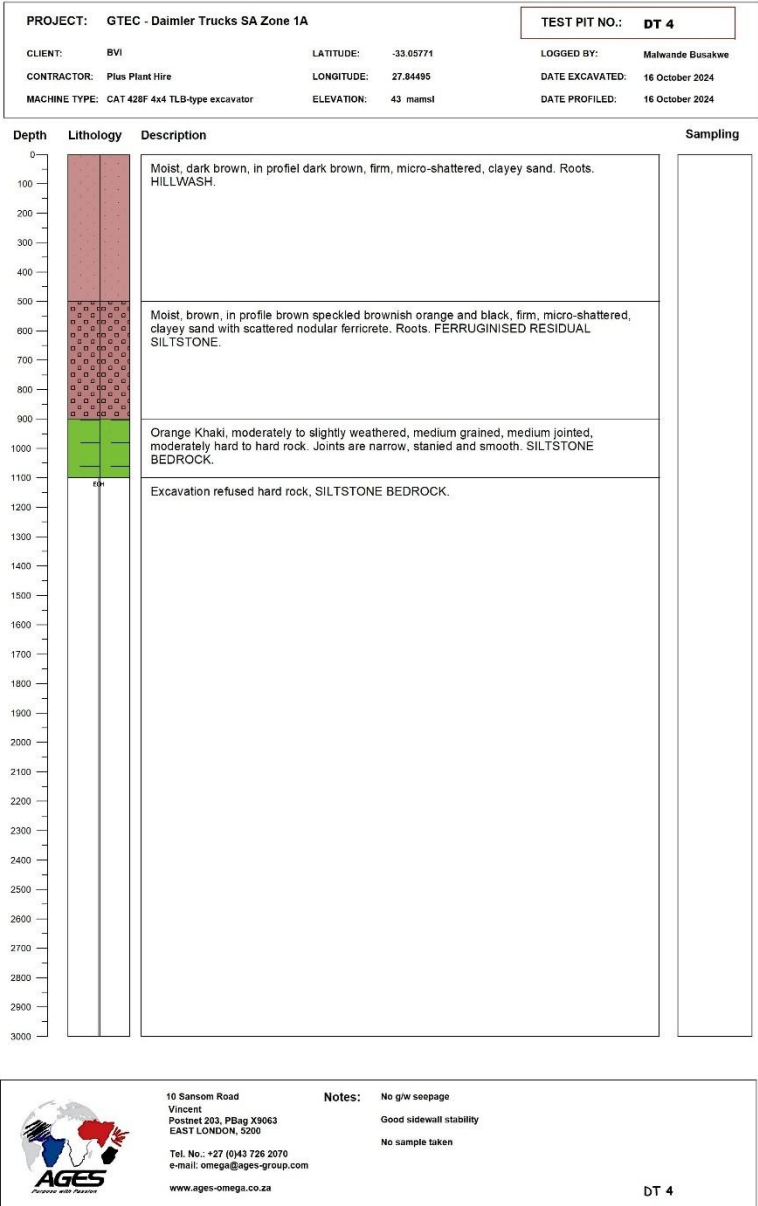 PROJECT: GTEC - Daimler Trucks SA Zone 1A
TEST PIT NO.: DT 4
CLIENT: BVI
LATITUDE: -33.05771
LOGGED BY: Malwande Busakwe
CONTRACTOR: Plus Plant Hire
LONGITUDE: 27.84495
DATE EXCAVATED: 16 October 2024
MACHINE TYPE: CAT 428F 4x4 TLB-type excavator
ELEVATION: 43 mamsl
DATE PROFILED: 16 October 2024
Depth Lithology Description Sampling
0
Moist, dark brown, in profiel dark brown, firm, micro-shattered, clayey sand. Roots.
HILLWASH.
100
200
300
400
500
Moist, brown, in profile brown speckled brownish orange and black, firm, micro-shattered,
clayey sand with scattered nodular ferricrete. Roots. FERRUGINISED RESIDUAL
SILTSTONE.
600
700
800
900
Orange Khaki, moderately to slightly weathered, medium grained, medium jointed,
moderately hard to hard rock. Joints are narrow, stanied and smooth. SILTSTONE
BEDROCK.
1000
1100
EOH
Excavation refused hard rock, SILTSTONE BEDROCK.
1200
1300
1400
1500
1600
1700
1800
1900
2000
2100
2200
2300
2400
2500
2600
2700
2800
2900
3000
AGES
Purpose with Passion
10 Sansom Road
Vincent
Postnet 203, PBag X9063
EAST LONDON, 5200
Tel. No.: +27 (0)43 726 2070
e-mail: omega@ages-group.com
www.ages-omega.co.za
Notes: No g/w seepage
Good sidewall stability
No sample taken
DT 4